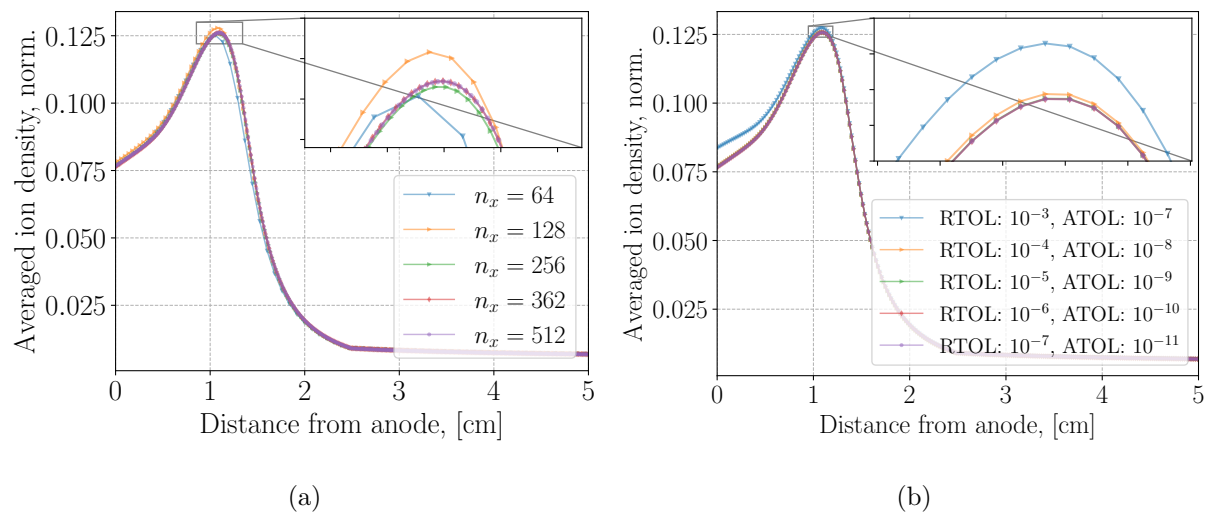 Averaged ion density, norm.
0.125
0.100
0.075
0.050
0.025
0
1
2
3
4
5
Distance from anode, [cm]
n_x = 64
n_x = 128
n_x = 256
n_x = 362
n_x = 512
(a)
Averaged ion density, norm.
0.125
0.100
0.075
0.050
0.025
0
1
2
3
4
5
Distance from anode, [cm]
RTOL: 10⁻³, ATOL: 10⁻⁷
RTOL: 10⁻⁴, ATOL: 10⁻⁸
RTOL: 10⁻⁵, ATOL: 10⁻⁹
RTOL: 10⁻⁶, ATOL: 10⁻¹⁰
RTOL: 10⁻⁷, ATOL: 10⁻¹¹
(b)